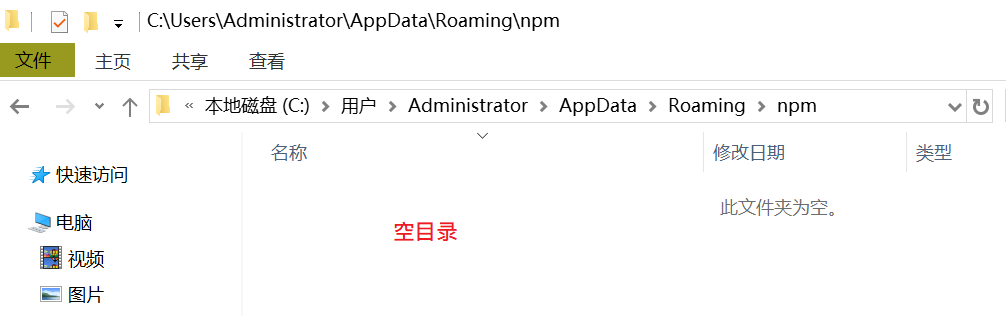 C:\Users\Administrator\AppData\Roaming\npm
文件 主页 共享 查看
« 本地磁盘 (C:) 用户 Administrator AppData Roaming npm
名称 修改日期 类型
快速访问
此文件夹为空。
电脑
空目录
视频
图片